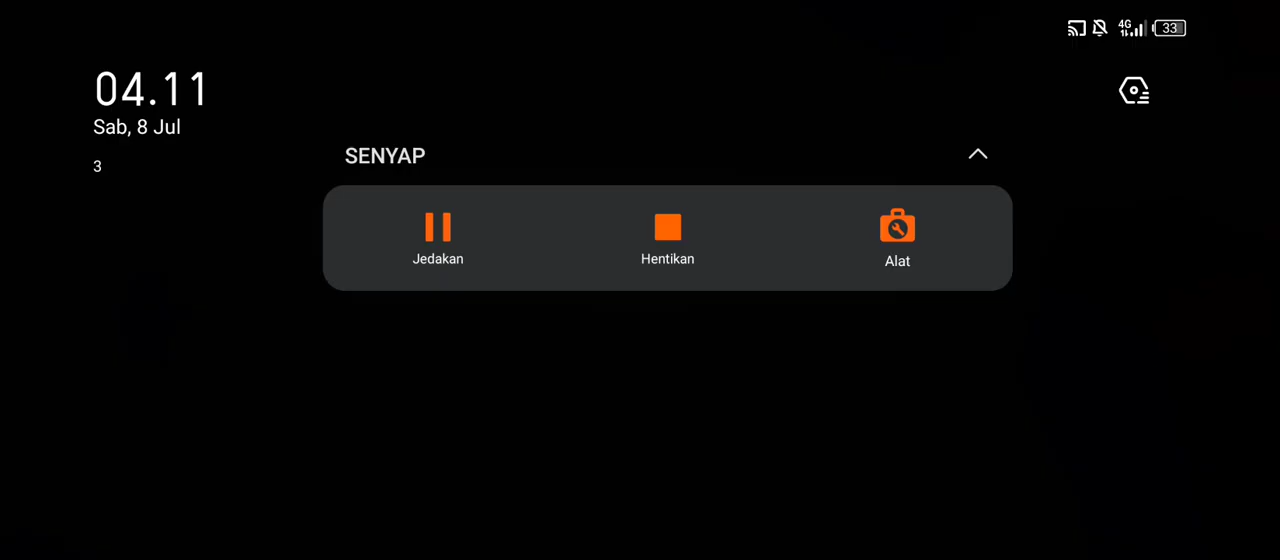 4G
33
04.11
Sab, 8 Jul
3
SENYAP
Jedakan
Hentikan
Alat